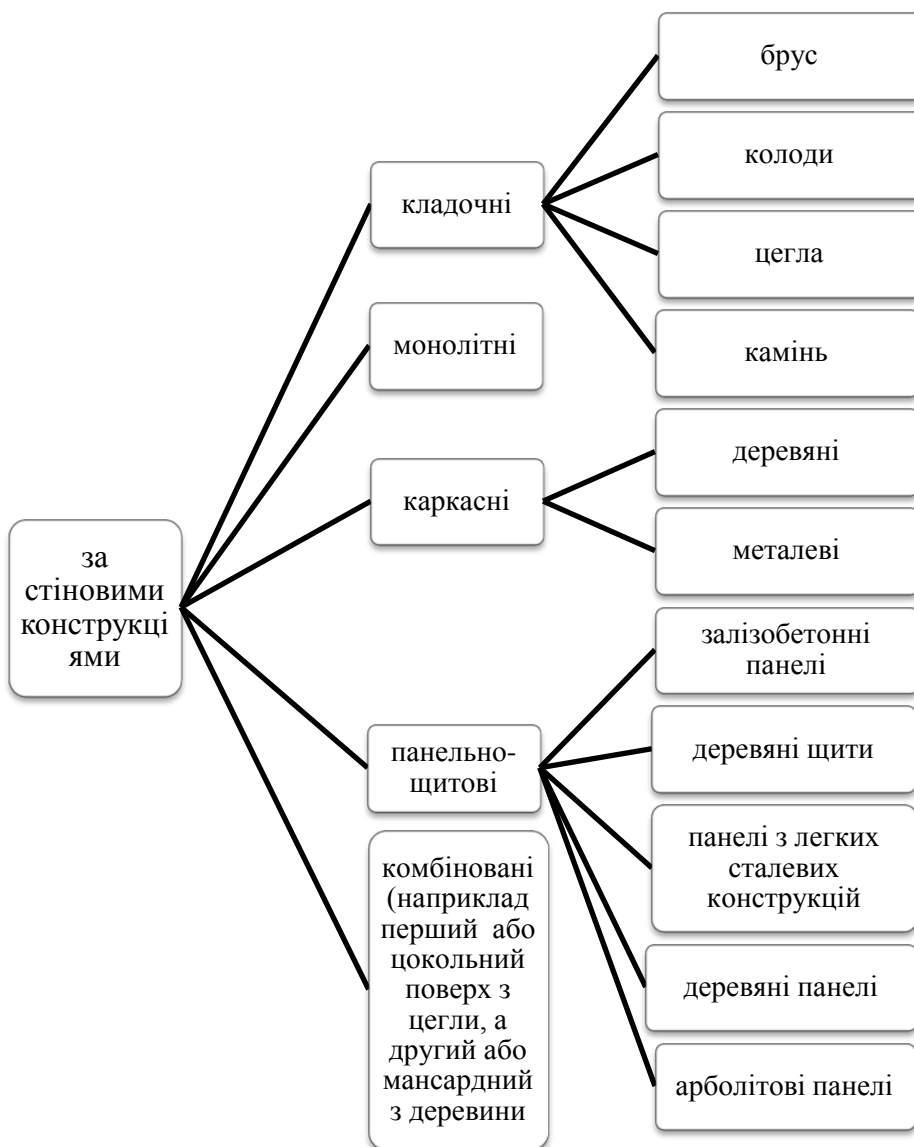 за
стіновими
конструкці
ями
кладочні
брус
колоди
цегла
камінь
монолітні
каркасні
деревяні
металеві
панельно-
щитові
залізобетонні
панелі
деревяні щити
панелі з легких
сталевих
конструкцій
деревяні панелі
арболітові панелі
комбіновані
(наприклад
перший або
цокольний
поверх з
цегли, а
другий або
мансардний
з деревини